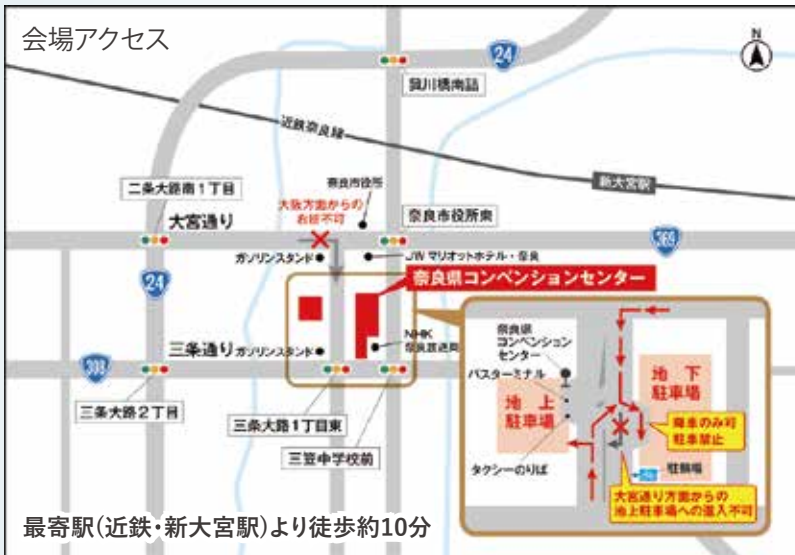 会場アクセス
24
N
近鉄奈良線
新大宮駅
二条大路南1丁目
奈良市役所
大宮通り
大阪方面からの
右折不可
奈良市役所東
369
ガソリンスタンド
JWマリオットホテル・奈良
奈良県コンベンションセンター
24
三条通り
ガソリンスタンド
NHK
奈良放送局
308
三条大路2丁目
三条大路1丁目東
三笠中学校前
奈良県
コンベンション
センター
バスターミナル
地上
駐車場
地下
駐車場
降車のみ可
駐車禁止
タクシーのりば
駐輪場
大宮通り方面からの
地上駐車場への進入不可
最寄駅(近鉄・新大宮駅)より徒歩約10分